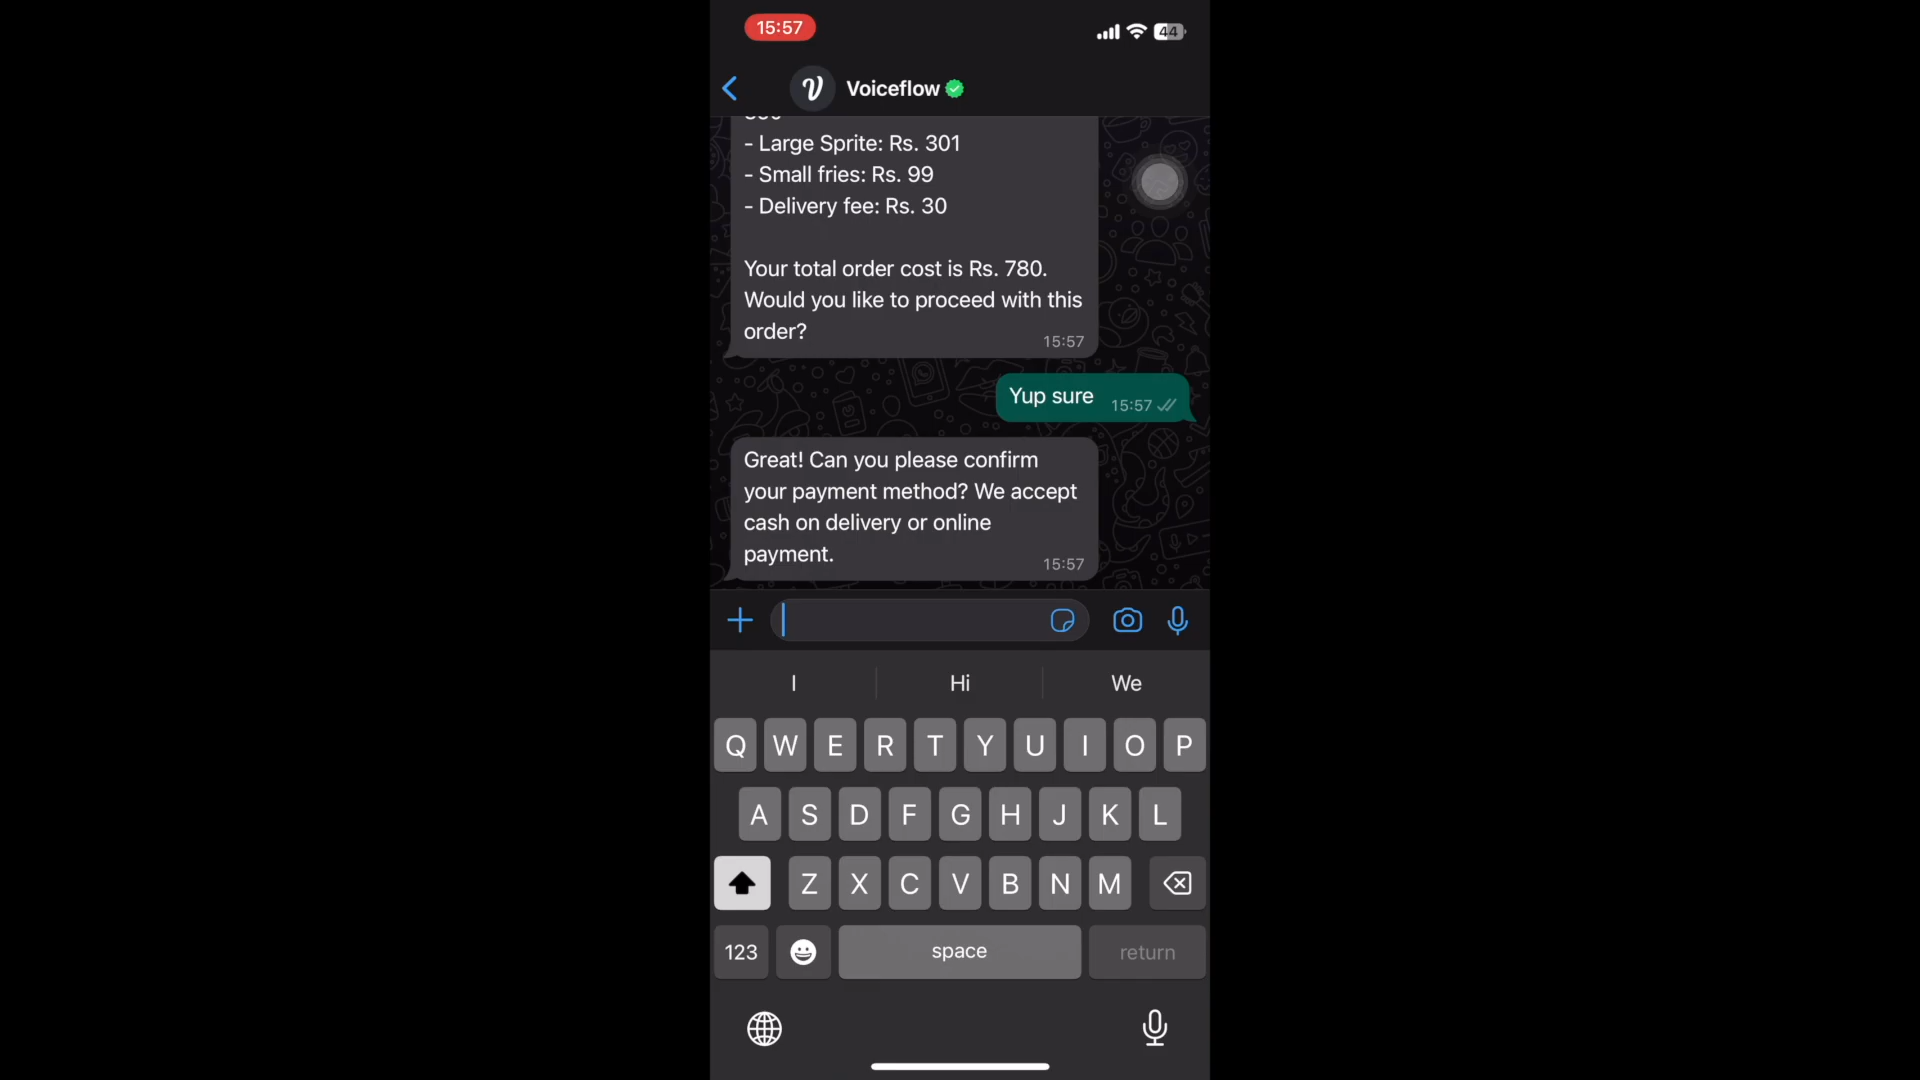 15:57
44
Voiceflow
- Large Sprite: Rs. 301
- Small fries: Rs. 99
- Delivery fee: Rs. 30
Your total order cost is Rs. 780.
Would you like to proceed with this
order?
15:57
Yup sure
15:57
Great! Can you please confirm
your payment method? We accept
cash on delivery or online
payment.
15:57
I Hi We
Q W E R T Y U I O P
A S D F G H J K L
Z X C V B N M
123 space return